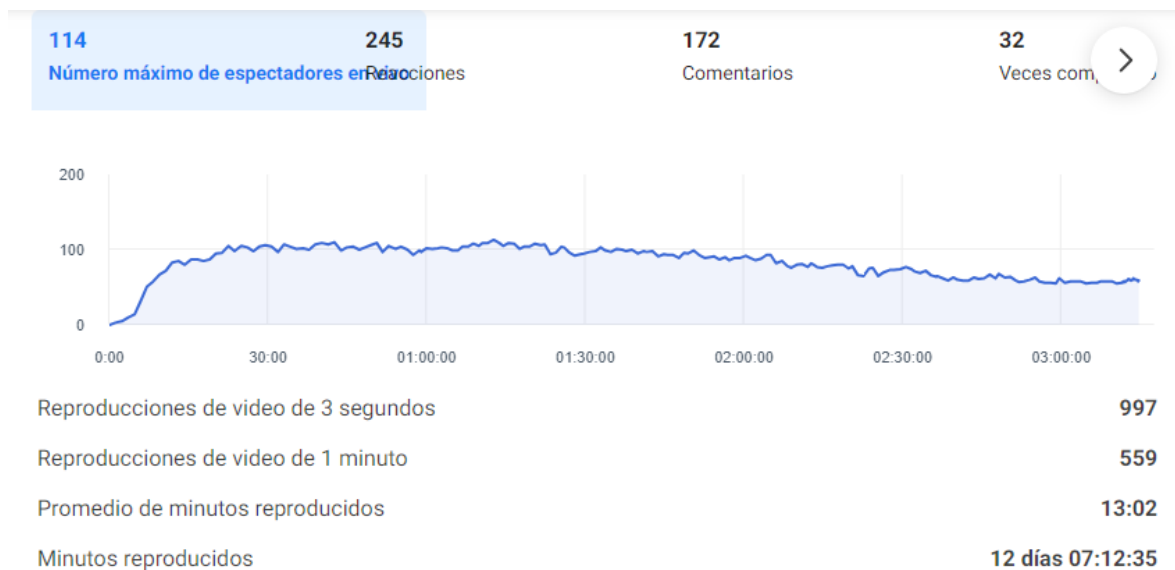 114
245
172
32
Número máximo de espectadores en vivo
Reacciones
Comentarios
Veces com
200
100
0
0:00
30:00
01:00:00
01:30:00
02:00:00
02:30:00
03:00:00
Reproducciones de video de 3 segundos
997
Reproducciones de video de 1 minuto
559
Promedio de minutos reproducidos
13:02
Minutos reproducidos
12 días 07:12:35